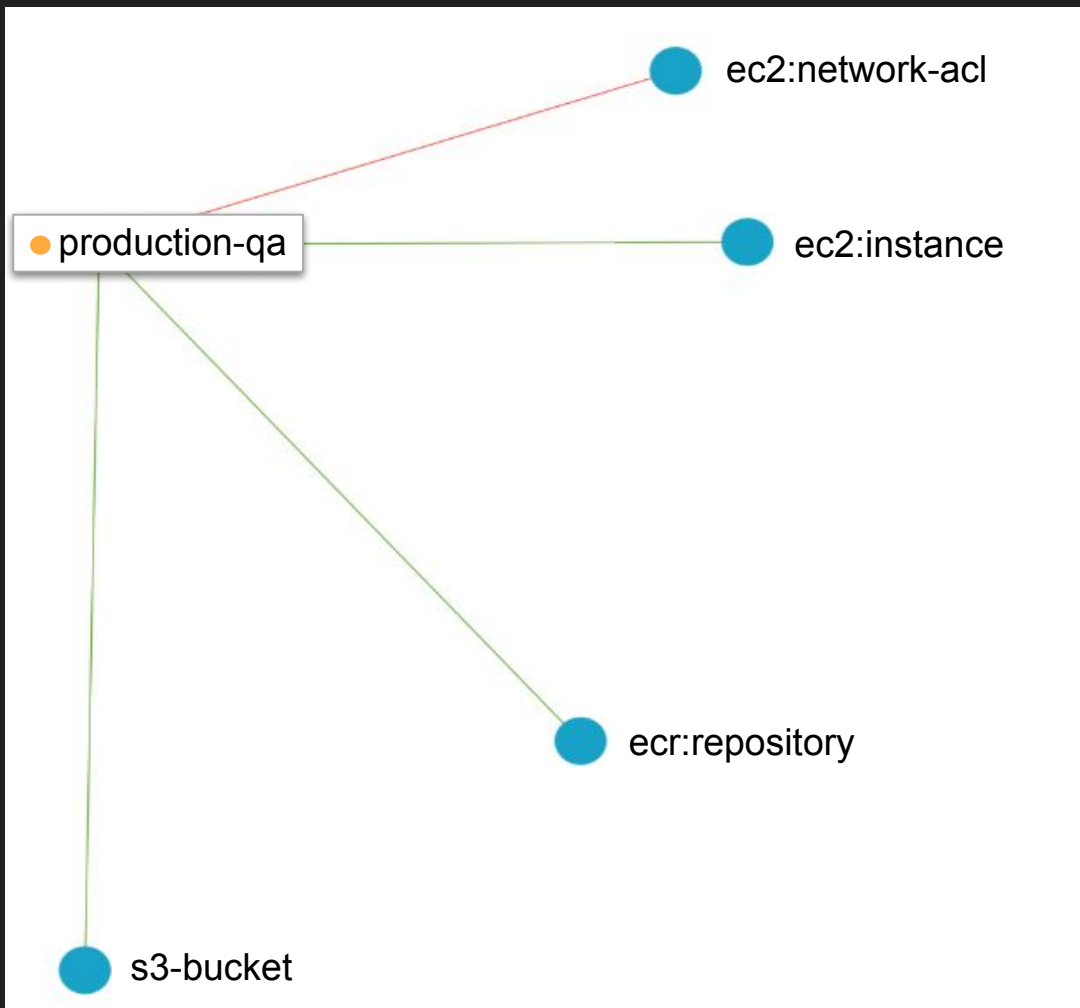 ec2:network-acl
production-qa
ec2:instance
ecr:repository
s3-bucket